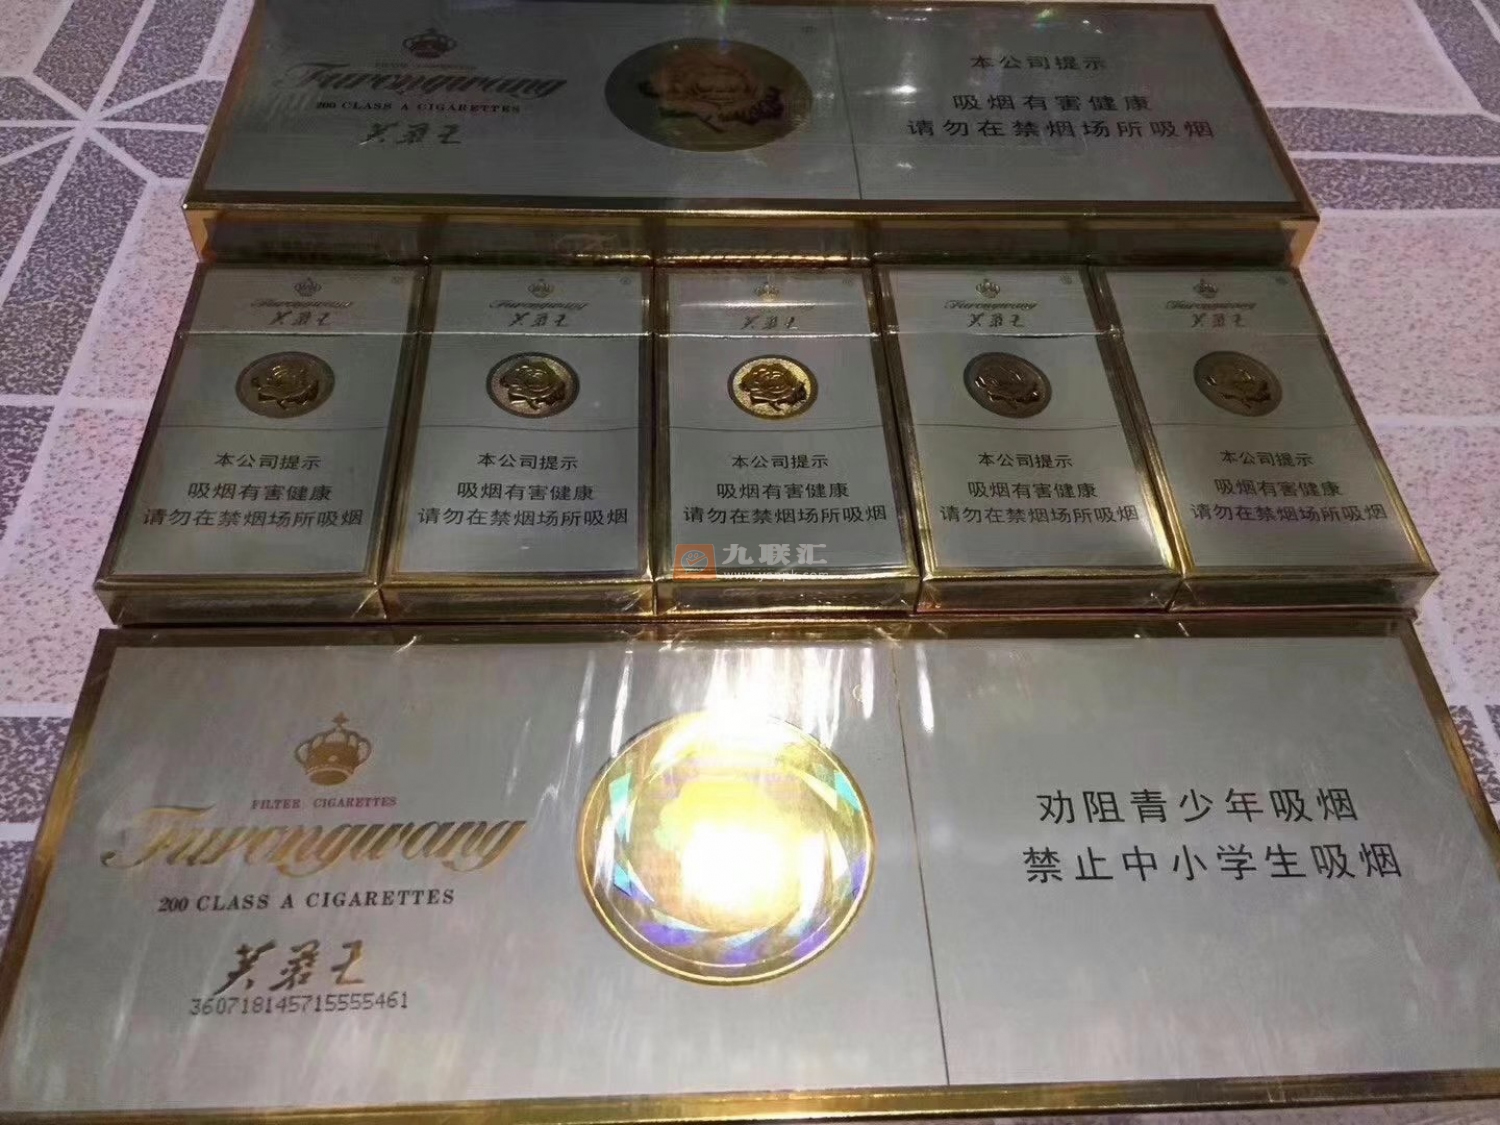 FILTER CIGARETTES
Furongwang
200 CLASS A CIGARETTES
芙蓉王
本公司提示
吸烟有害健康
请勿在禁烟场所吸烟
Furongwang
芙蓉王
本公司提示
吸烟有害健康
请勿在禁烟场所吸烟
Furongwang
芙蓉王
本公司提示
吸烟有害健康
请勿在禁烟场所吸烟
芙蓉王
本公司提示
吸烟有害健康
请勿在禁烟场所吸烟
Furongwang
芙蓉王
本公司提示
吸烟有害健康
请勿在禁烟场所吸烟
Furongwang
芙蓉王
本公司提示
吸烟有害健康
请勿在禁烟场所吸烟
九联汇
FILTER CIGARETTES
Furongwang
200 CLASS A CIGARETTES
芙蓉王
360718145715555461
劝阻青少年吸烟
禁止中小学生吸烟